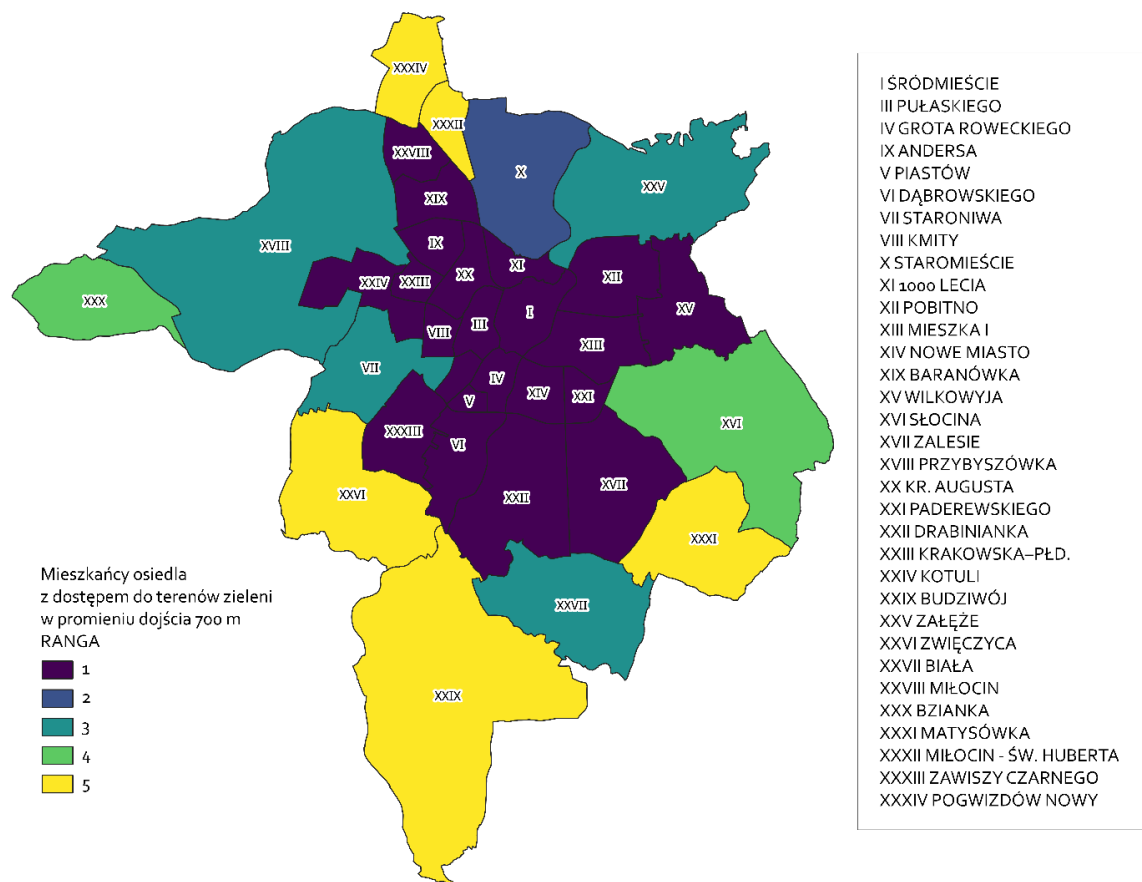 XXXIV
XXXII
XXVIII
X
XXV
XIX
IX
XVIII
XI
XX
XII
XXIV
XXIII
XXX
XV
I
III
VIII
XIII
VII
IV
XIV
XXI
V
XVI
XXXIII
VI
XXVI
XXII
XVII
XXXI
XXVII
XXIX
Mieszkańcy osiedla
z dostępem do terenów zieleni
w promieniu dojścia 700 m
RANGA
1
2
3
4
5
I ŚRÓDMIEŚCIE
III PUŁASKIEGO
IV GROTA ROWECKIEGO
IX ANDERSA
V PIASTÓW
VI DĄBROWSKIEGO
VII STARONIWA
VIII KMITY
X STAROMIEŚCIE
XI 1000 LECIA
XII POBITNO
XIII MIESZKA I
XIV NOWE MIASTO
XIX BARANÓWKA
XV WILKOWYJA
XVI SŁOCINA
XVII ZALESIE
XVIII PRZYBYSZÓWKA
XX KR. AUGUSTA
XXI PADEREWSKIEGO
XXII DRABINIANKA
XXIII KRAKOWSKA–PŁD.
XXIV KOTULI
XXIX BUDZIWÓJ
XXV ZAŁĘŻE
XXVI ZWIĘCZYCA
XXVII BIAŁA
XXVIII MIŁOCIN
XXX BZIANKA
XXXI MATYSÓWKA
XXXII MIŁOCIN - ŚW. HUBERTA
XXXIII ZAWISZY CZARNEGO
XXXIV POGWIZDÓW NOWY